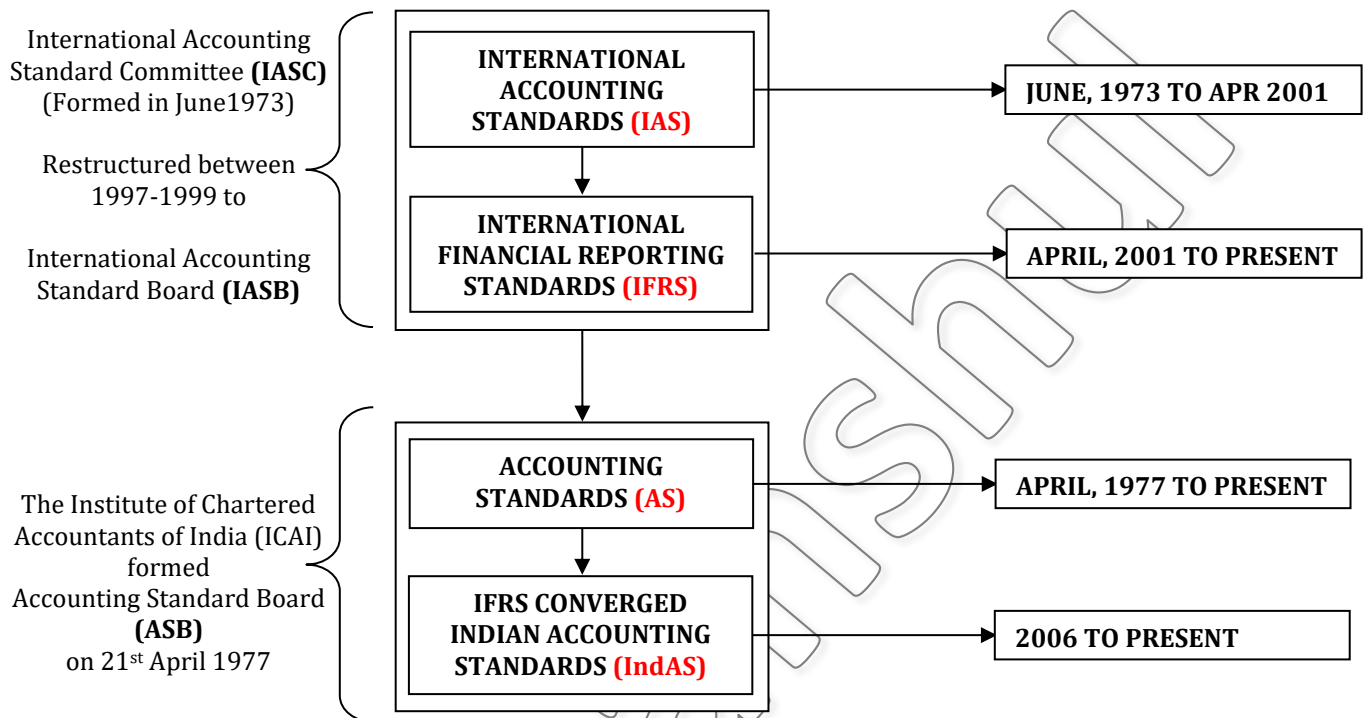 International Accounting
Standard Committee (IASC)
(Formed in June1973)
Restructured between
1997-1999 to
International Accounting
Standard Board (IASB)
INTERNATIONAL
ACCOUNTING
STANDARDS (IAS)
JUNE, 1973 TO APR 2001
INTERNATIONAL
FINANCIAL REPORTING
STANDARDS (IFRS)
APRIL, 2001 TO PRESENT
The Institute of Chartered
Accountants of India (ICAI)
formed
Accounting Standard Board
(ASB)
on 21st April 1977
ACCOUNTING
STANDARDS (AS)
APRIL, 1977 TO PRESENT
IFRS CONVERGED
INDIAN ACCOUNTING
STANDARDS (IndAS)
2006 TO PRESENT